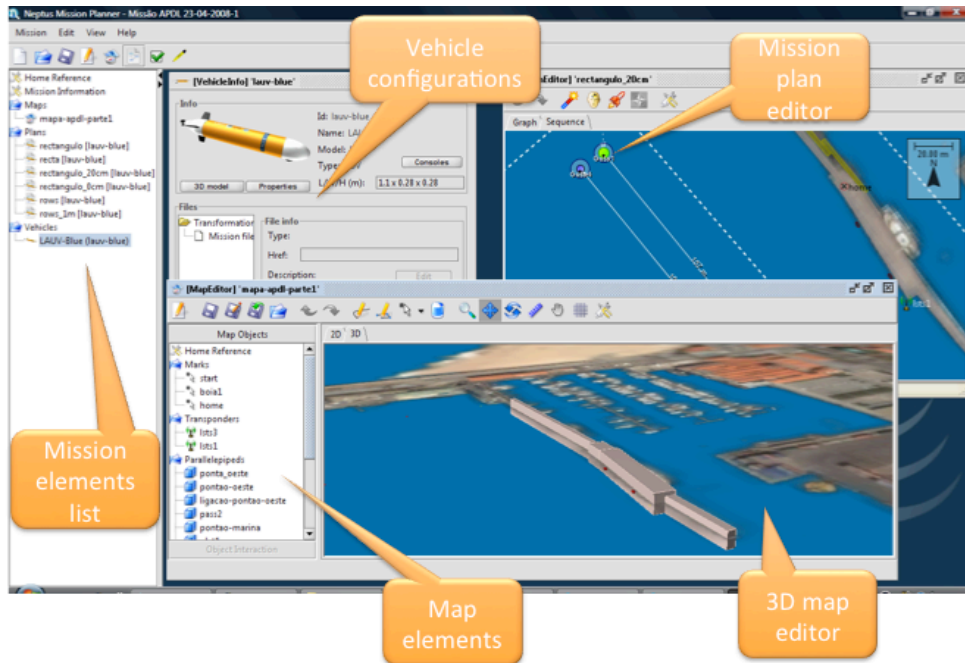 Neptus Mission Planner - Missão APDL 23-04-2008-1
Mission Edit View Help
Home Reference
Mission Information
Maps
mapa-apdl-parte1
Plans
rectangulo [lauv-blue]
recta [lauv-blue]
rectangulo_20cm [lauv-blue]
rectangulo_0cm [lauv-blue]
rows [lauv-blue]
rows_1m [lauv-blue]
Vehicles
LAUV-Blue (lauv-blue)
Mission
elements
list
[VehicleInfo] 'lauv-blue'
Info
Id: lauv-blue
Name:
Model:
Consoles
3D model Properties
(m): 1.1 x 0.28 x 0.28
Files
Transformation
Mission file
File info
Type:
Href:
Description:
Edit
Vehicle
configurations
'rectangulo_20cm'
Graph Sequence
20.00 m
N
home
lsts1
Mission
plan
editor
[MapEditor] 'mapa-apdl-parte1'
Map Objects
Home Reference
Marks
start
boia1
home
Transponders
lsts3
lsts1
Parallelepipeds
ponta_oeste
pontao-oeste
ligacao-pontao-oeste
pass2
pontao-marina
Object Interaction
2D 3D
Map
elements
3D map
editor